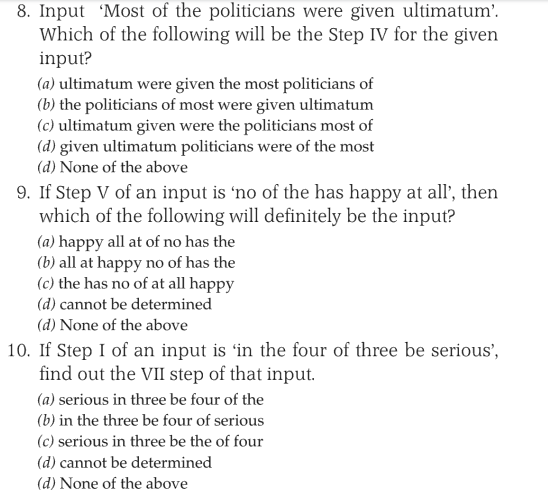 8. Input ‘Most of the politicians were given ultimatum’.
Which of the following will be the Step IV for the given
input?
(a) ultimatum were given the most politicians of
(b) the politicians of most were given ultimatum
(c) ultimatum given were the politicians most of
(d) given ultimatum politicians were of the most
(d) None of the above
9. If Step V of an input is ‘no of the has happy at all’, then
which of the following will definitely be the input?
(a) happy all at of no has the
(b) all at happy no of has the
(c) the has no of at all happy
(d) cannot be determined
(d) None of the above
10. If Step I of an input is ‘in the four of three be serious’,
find out the VII step of that input.
(a) serious in three be four of the
(b) in the three be four of serious
(c) serious in three be the of four
(d) cannot be determined
(d) None of the above